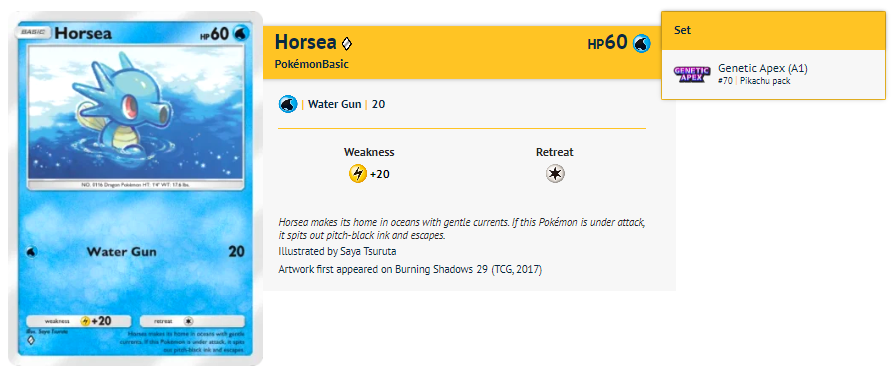 BASIC Horsea HP60
NO. 0116 Dragon Pokémon HT: 1'4" WT: 17.6 lbs.
Water Gun 20
weakness +20 retreat
Illus. Saya Tsuruta
Horsea makes its home in oceans with gentle
currents. If this Pokémon is under attack, it spits
out pitch-black ink and escapes.
Horsea HP60
PokémonBasic
| Water Gun | 20
Weakness Retreat
+20
Horsea makes its home in oceans with gentle currents. If this Pokémon is under attack,
it spits out pitch-black ink and escapes.
Illustrated by Saya Tsuruta
Artwork first appeared on Burning Shadows 29 (TCG, 2017)
Set
GENETIC
APEX
Genetic Apex (A1)
#70 | Pikachu pack